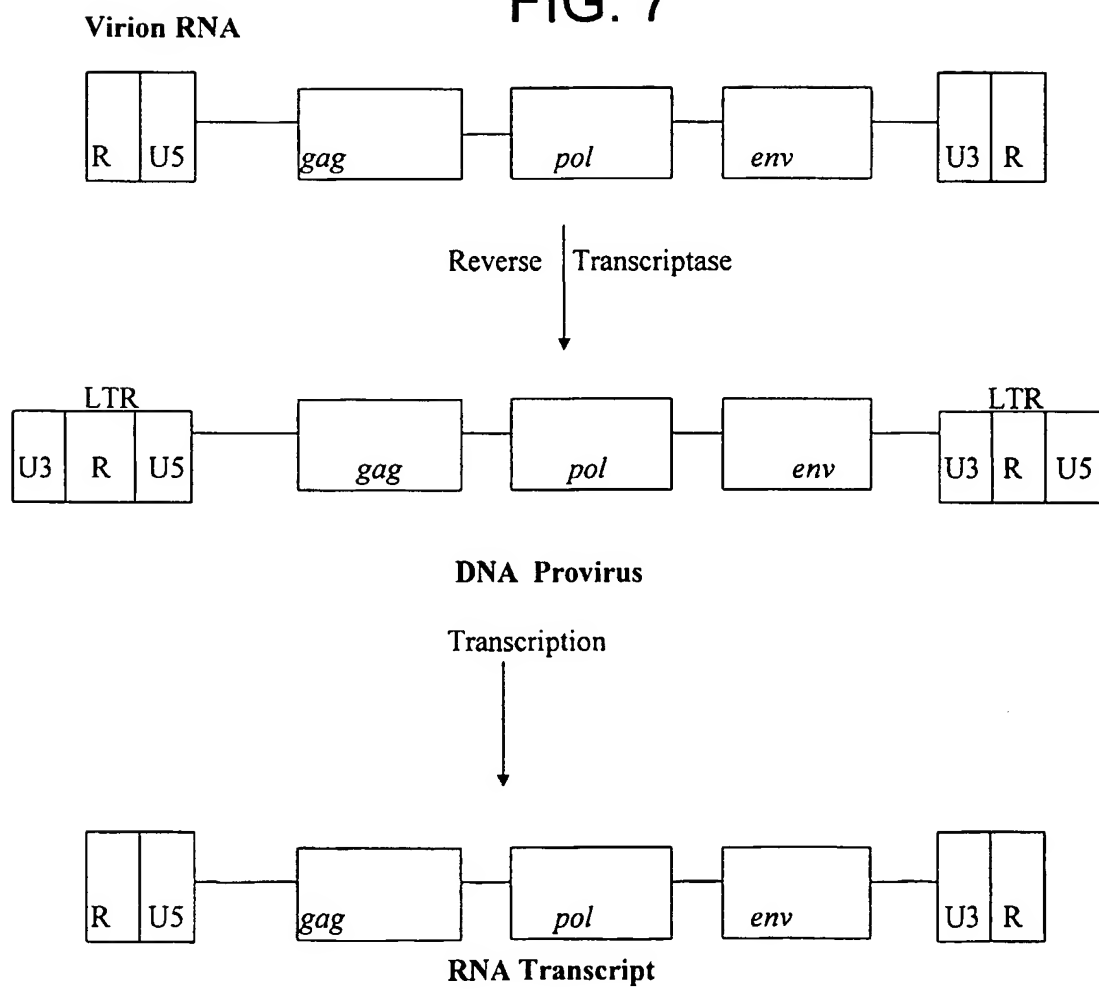 FIG. 7
Virion RNA
R U5 gag pol env U3 R
Reverse Transcriptase
LTR LTR
U3 R U5 gag pol env U3 R U5
DNA Provirus
Transcription
R U5 gag pol env U3 R
RNA Transcript